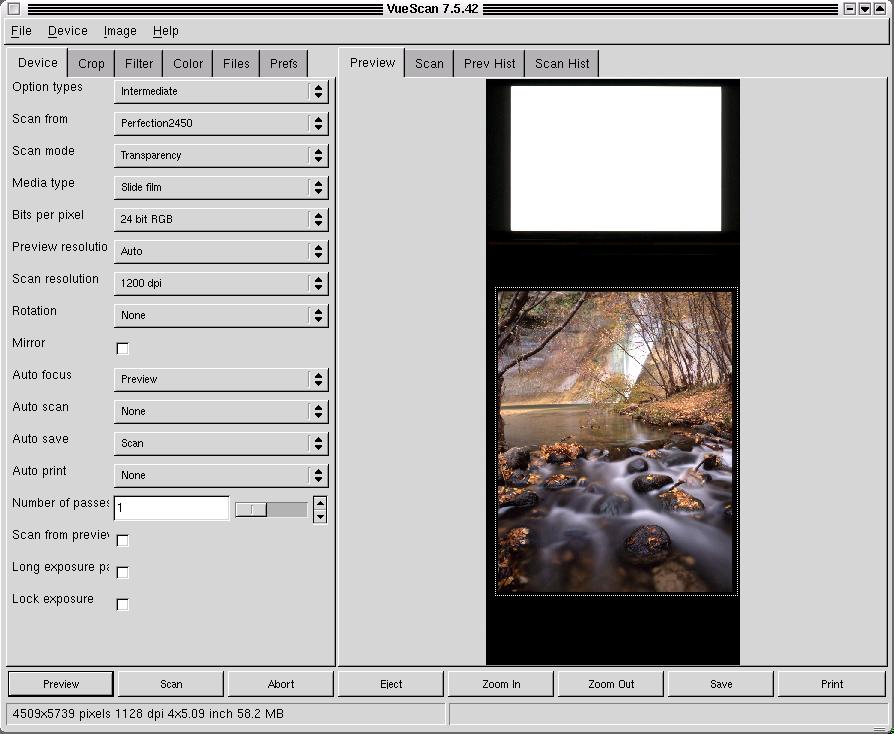 VueScan 7.5.42
File Device Image Help
Device Crop Filter Color Files Prefs
Preview Scan Prev Hist Scan Hist
Option types Intermediate
Scan from Perfection2450
Scan mode Transparency
Media type Slide film
Bits per pixel 24 bit RGB
Preview resolutio Auto
Scan resolution 1200 dpi
Rotation None
Mirror
Auto focus Preview
Auto scan None
Auto save Scan
Auto print None
Number of passes 1
Scan from preview
Long exposure pa
Lock exposure
Preview Scan Abort Eject Zoom In Zoom Out Save Print
4509x5739 pixels 1128 dpi 4x5.09 inch 58.2 MB